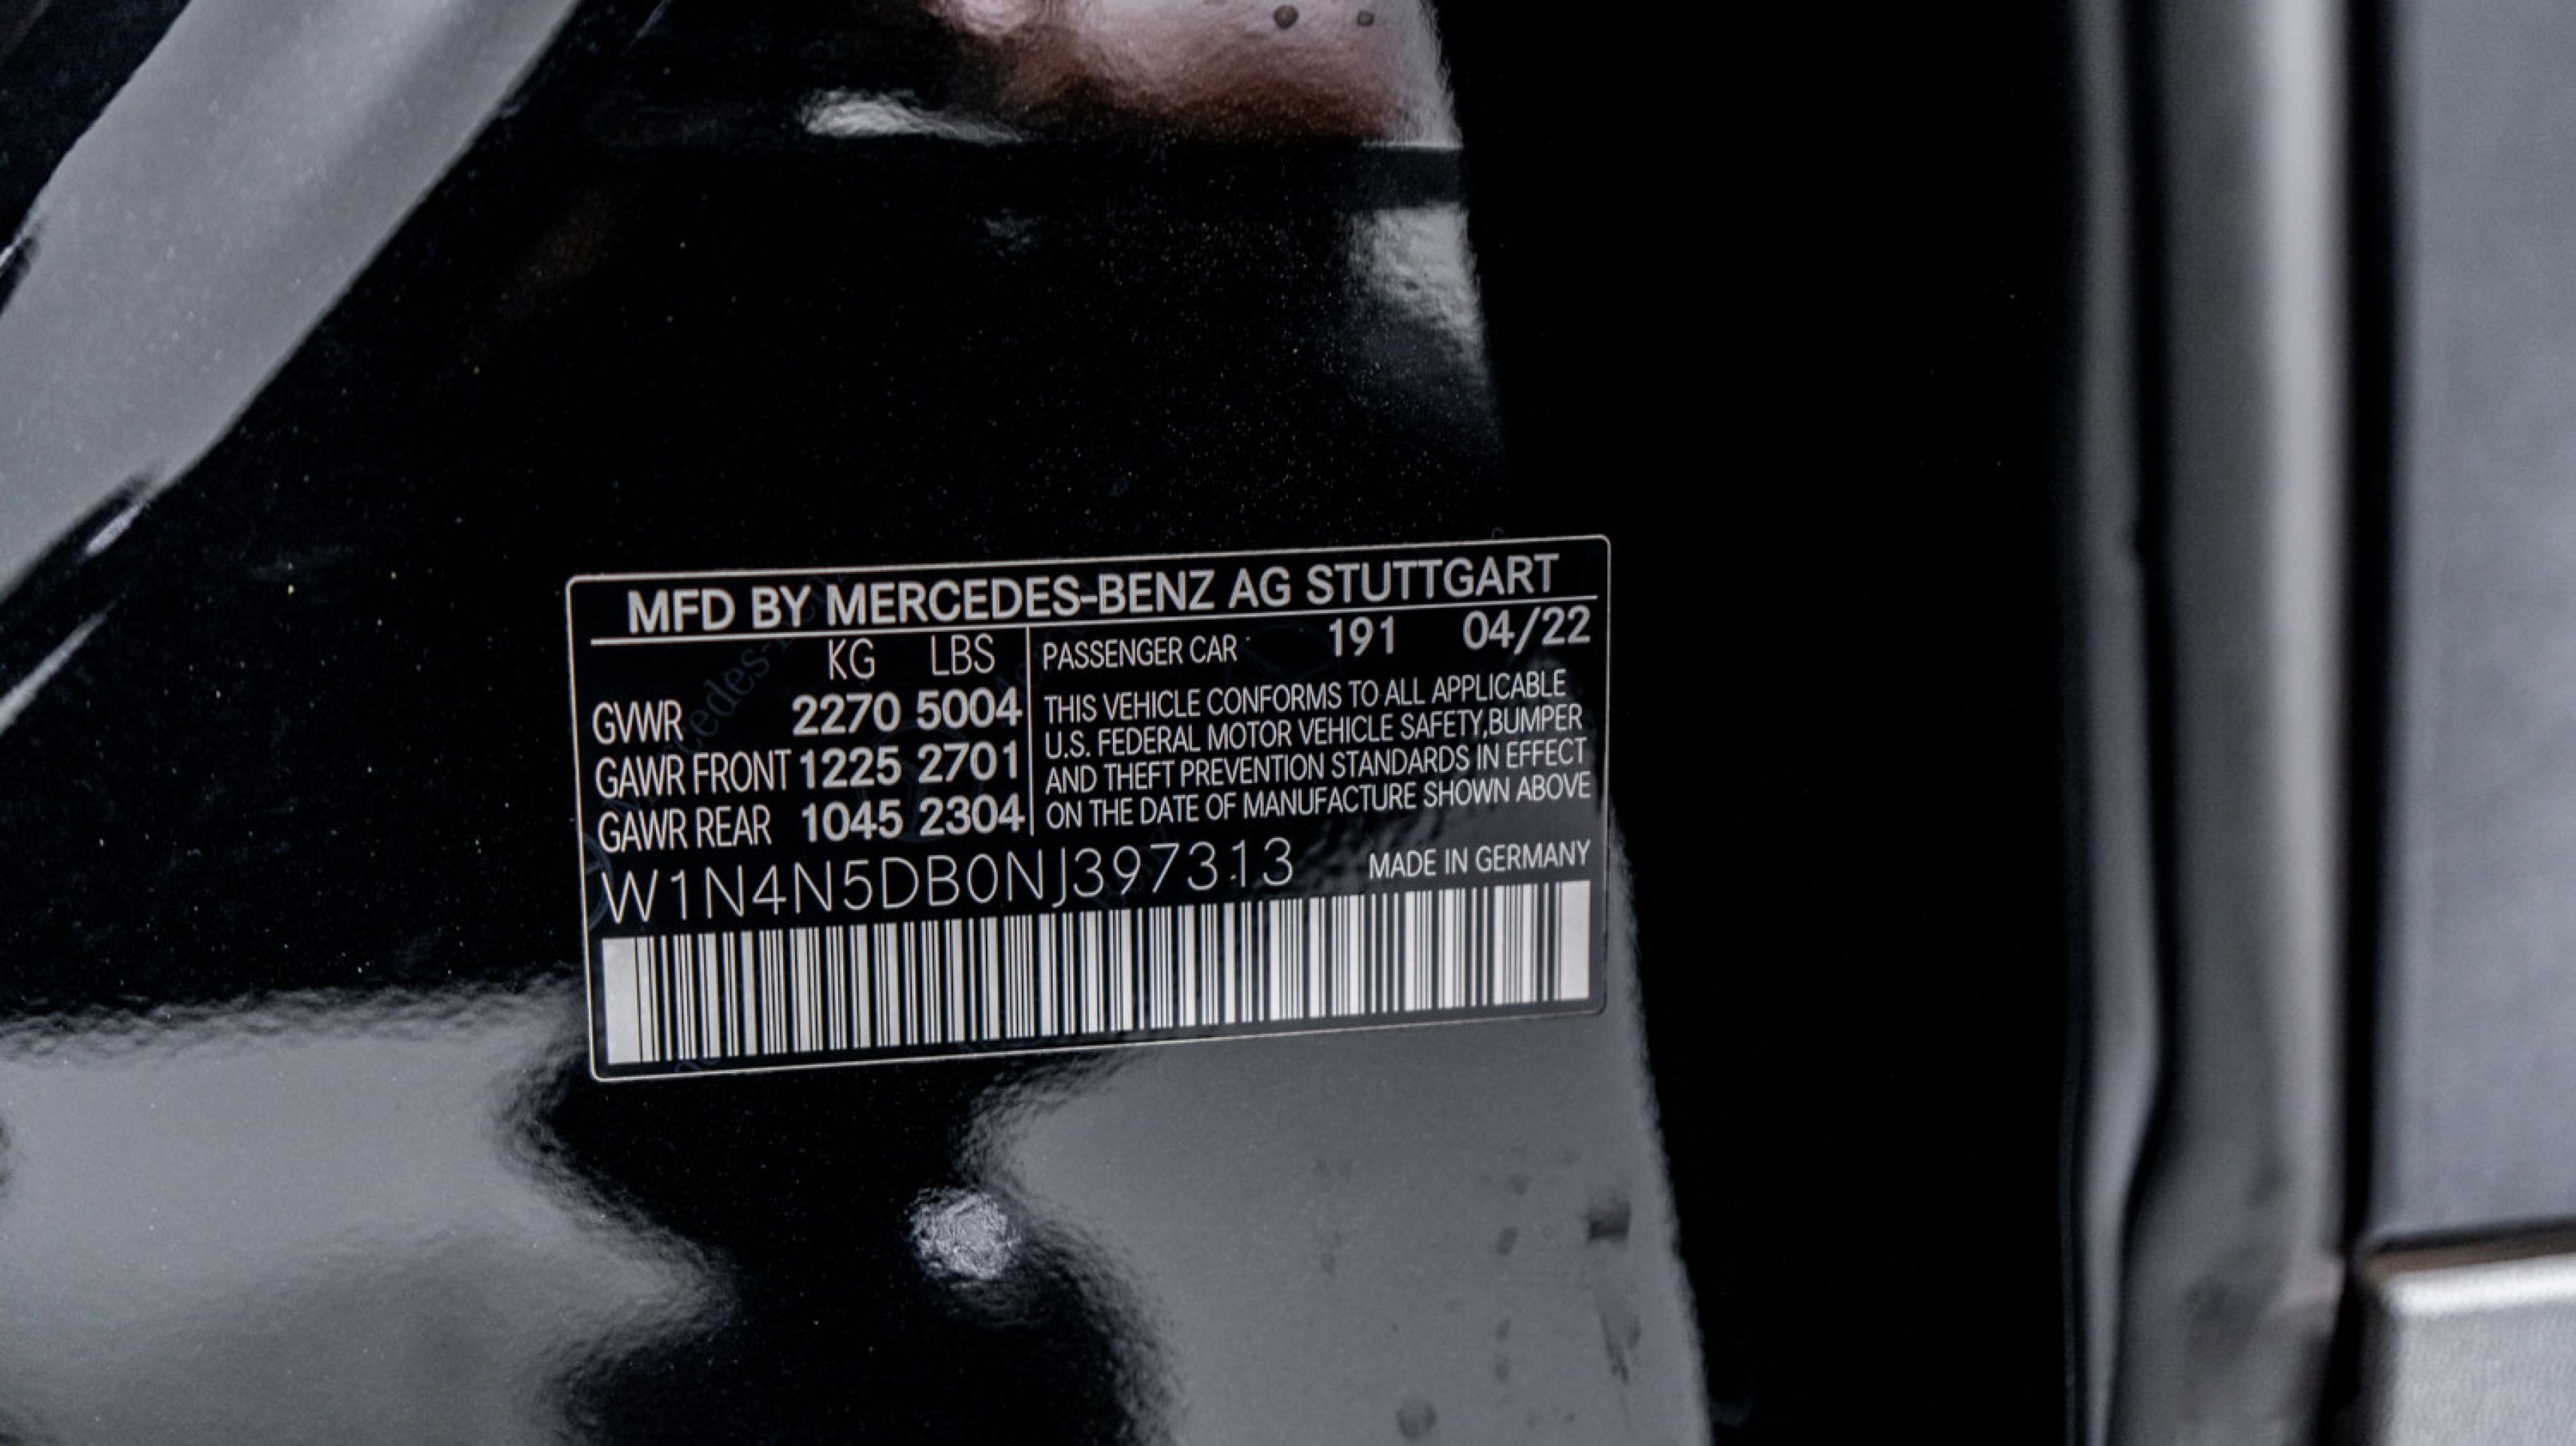 MFD BY MERCEDES-BENZ AG STUTTGART
KG LBS
GVWR 2270 5004
GAWR FRONT 1225 2701
GAWR REAR 1045 2304
PASSENGER CAR 191 04/22
THIS VEHICLE CONFORMS TO ALL APPLICABLE
U.S. FEDERAL MOTOR VEHICLE SAFETY,BUMPER
AND THEFT PREVENTION STANDARDS IN EFFECT
ON THE DATE OF MANUFACTURE SHOWN ABOVE
W1N4N5DB0NJ397313
MADE IN GERMANY